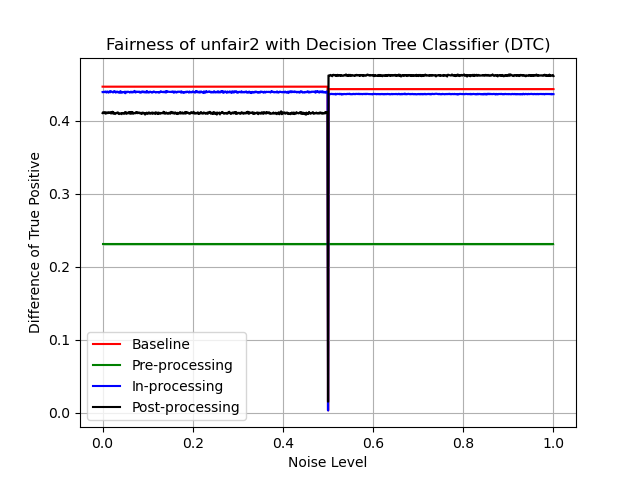 Fairness of unfair2 with Decision Tree Classifier (DTC)
Difference of True Positive
0.4
0.3
0.2
0.1
0.0
Baseline
Pre-processing
In-processing
Post-processing
0.0 0.2 0.4 0.6 0.8 1.0
Noise Level